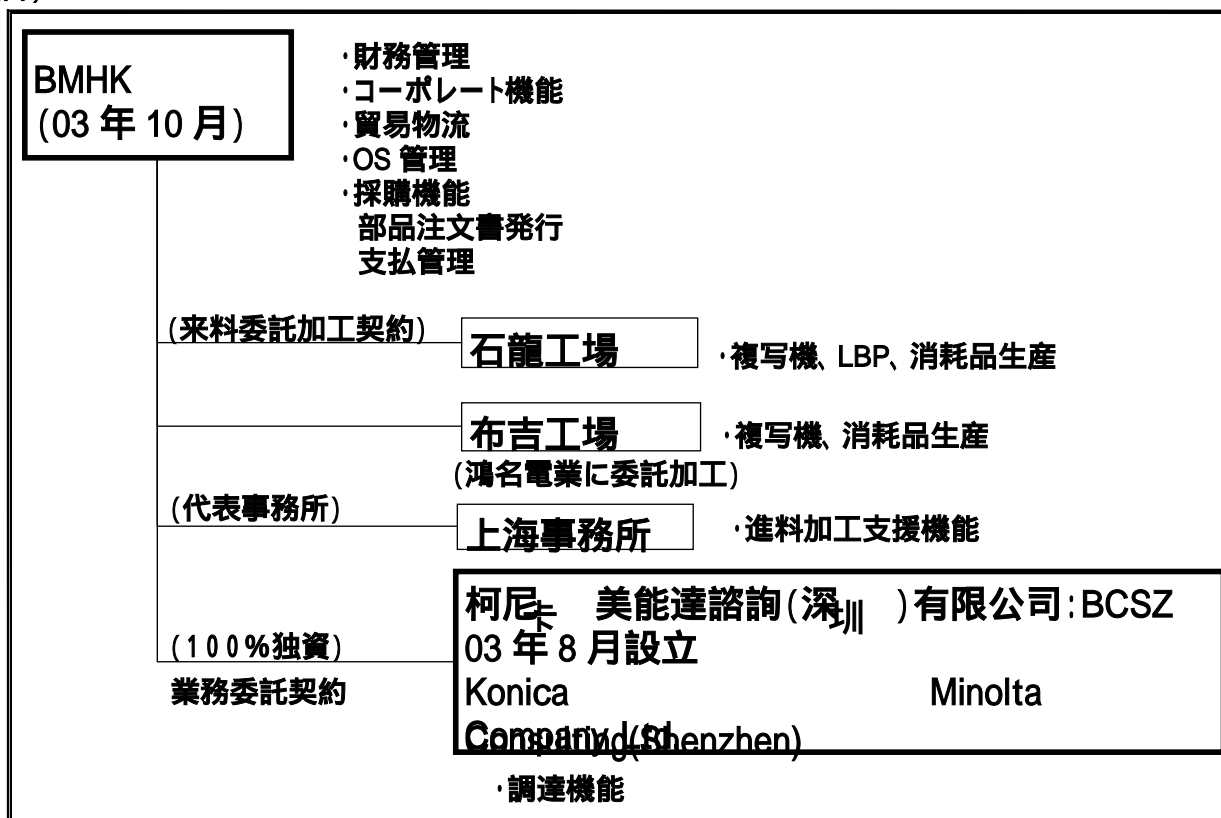 BMHK
(03 年 10 月)
・財務管理
・コーポレート機能
・貿易物流
・OS 管理
・採購機能
部品注文書発行
支払管理
(来料委託加工契約)
石龍工場
・複写機、LBP、消耗品生産
布吉工場
・複写機、消耗品生産
(鴻名電業に委託加工)
(代表事務所)
上海事務所
・進料加工支援機能
(100%独資)
業務委託契約
柯尼卡 美能達諮詢(深圳)有限公司:BCSZ
03 年 8 月設立
Konica Minolta
(Shenzhen)
・調達機能